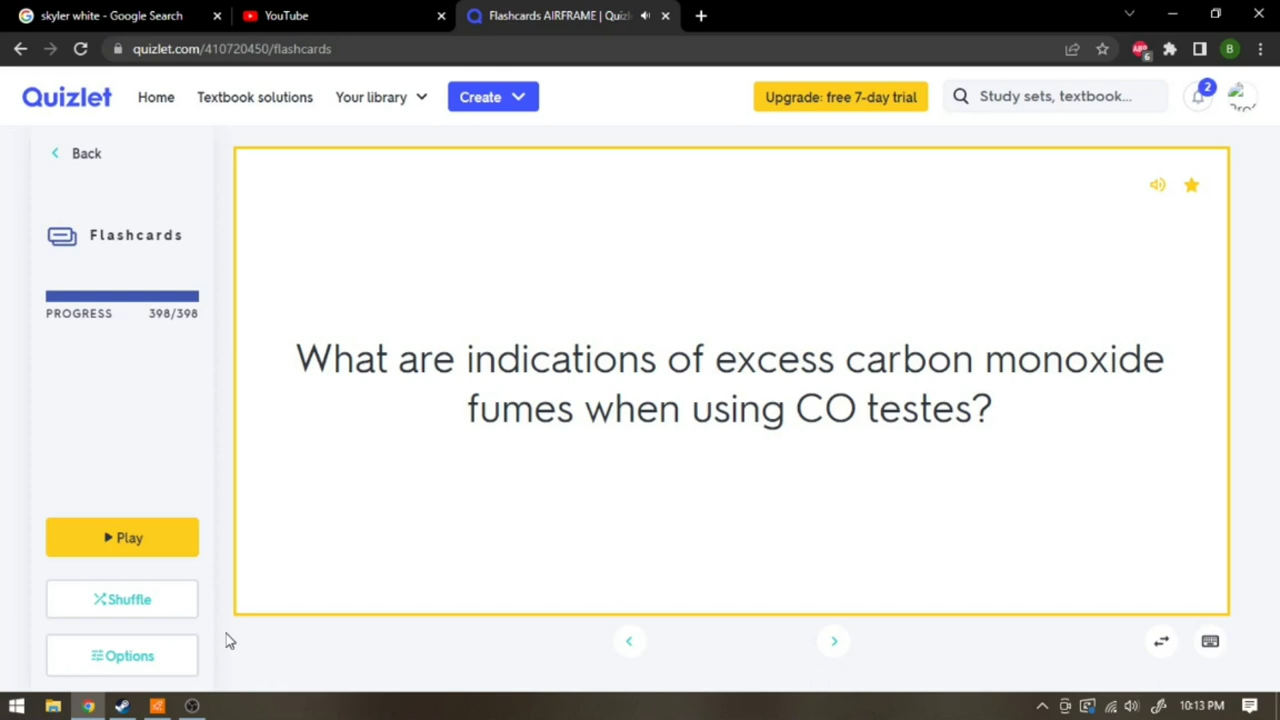 skyler white - Google Search
YouTube
Flashcards AIRFRAME | Quiz
quizlet.com/410720450/flashcards
ABP
6
B
Quizlet
Home
Textbook solutions
Your library
Create
Upgrade: free 7-day trial
Study sets, textbook...
2
Back
Flashcards
PROGRESS 398/398
What are indications of excess carbon monoxide
fumes when using CO testes?
Play
Shuffle
Options
10:13 PM